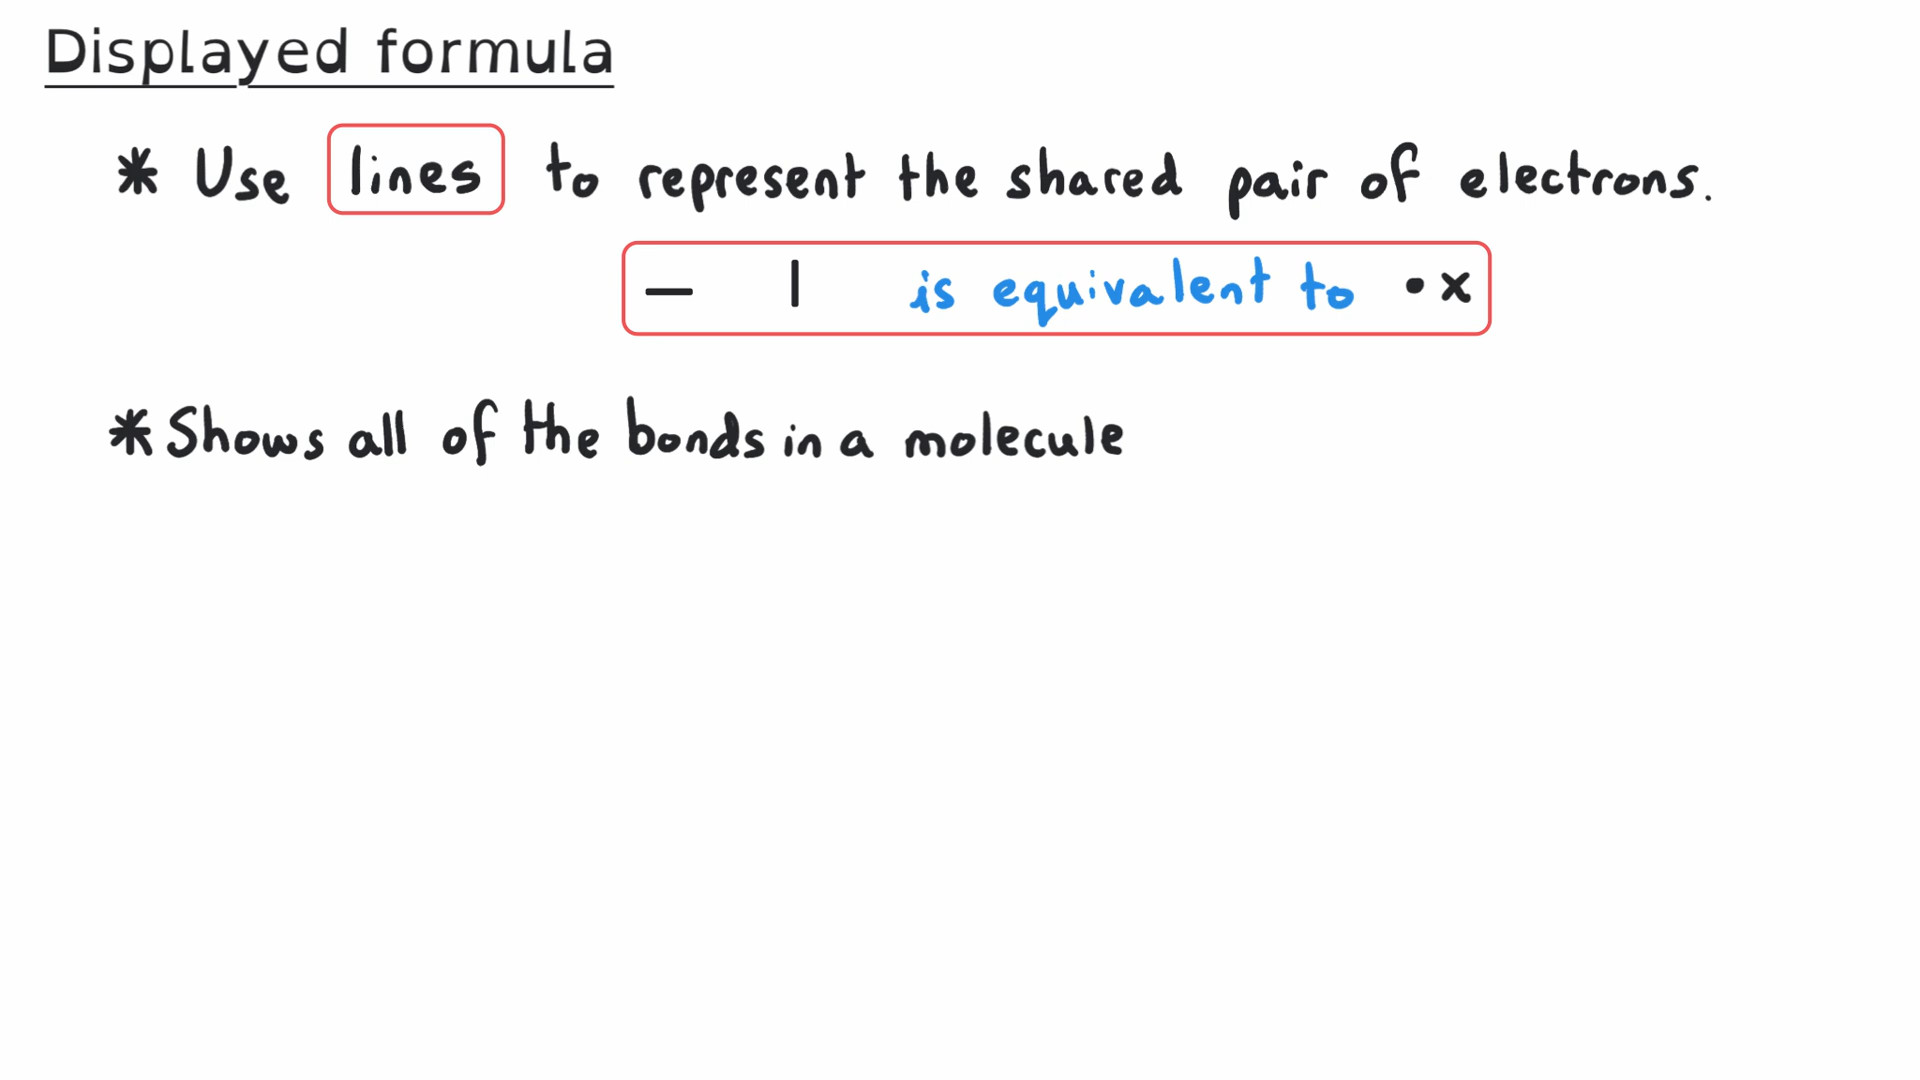 Displayed formula
* Use lines to represent the shared pair of electrons.
— | is equivalent to • x
* Shows all of the bonds in a molecule